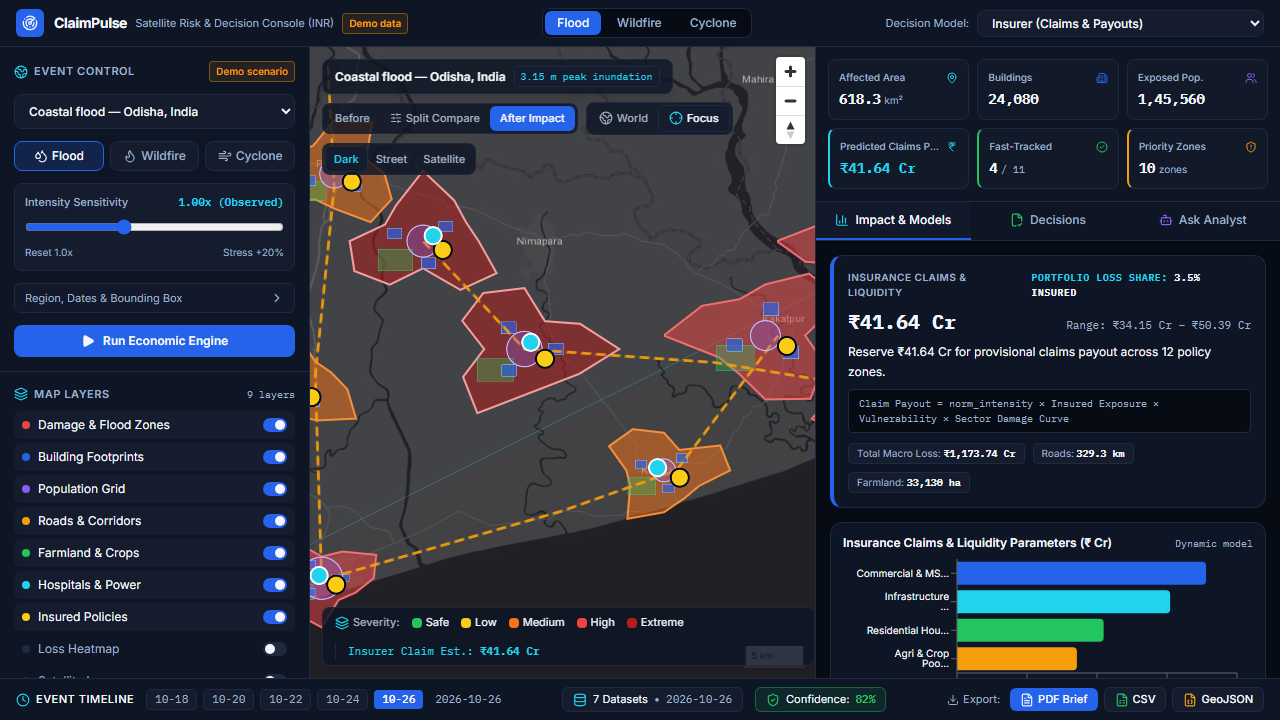 ClaimPulse Satellite Risk & Decision Console (INR) Demo data
Flood Wildfire Cyclone
Decision Model: Insurer (Claims & Payouts)
EVENT CONTROL Demo scenario
Coastal flood — Odisha, India
Flood Wildfire Cyclone
Intensity Sensitivity 1.00x (Observed)
Reset 1.0x Stress +20%
Region, Dates & Bounding Box
Run Economic Engine
MAP LAYERS 9 layers
Damage & Flood Zones
Building Footprints
Population Grid
Roads & Corridors
Farmland & Crops
Hospitals & Power
Insured Policies
Loss Heatmap
Coastal flood — Odisha, India 3.15 m peak inundation
Before Split Compare After Impact World Focus
Dark Street Satellite
Mahira
Nimapara
Kakatpur
Severity: Safe Low Medium High Extreme
Insurer Claim Est.: ₹41.64 Cr
5 km
Affected Area
618.3 km²
Buildings
24,080
Exposed Pop.
1,45,560
Predicted Claims P... ₹
₹41.64 Cr
Fast-Tracked
4 / 11
Priority Zones
10 zones
Impact & Models Decisions Ask Analyst
INSURANCE CLAIMS &
LIQUIDITY
PORTFOLIO LOSS SHARE: 3.5%
INSURED
₹41.64 Cr Range: ₹34.15 Cr – ₹50.39 Cr
Reserve ₹41.64 Cr for provisional claims payout across 12 policy
zones.
Claim Payout = norm_intensity × Insured Exposure ×
Vulnerability × Sector Damage Curve
Total Macro Loss: ₹1,173.74 Cr Roads: 329.3 km
Farmland: 33,130 ha
Insurance Claims & Liquidity Parameters (₹ Cr) Dynamic model
Commercial & MS...
Infrastructure
...
Residential Hou...
Agri & Crop
Poo...
EVENT TIMELINE 10-18 10-20 10-22 10-24 10-26 2026-10-26
7 Datasets • 2026-10-26 Confidence: 82%
Export: PDF Brief CSV GeoJSON